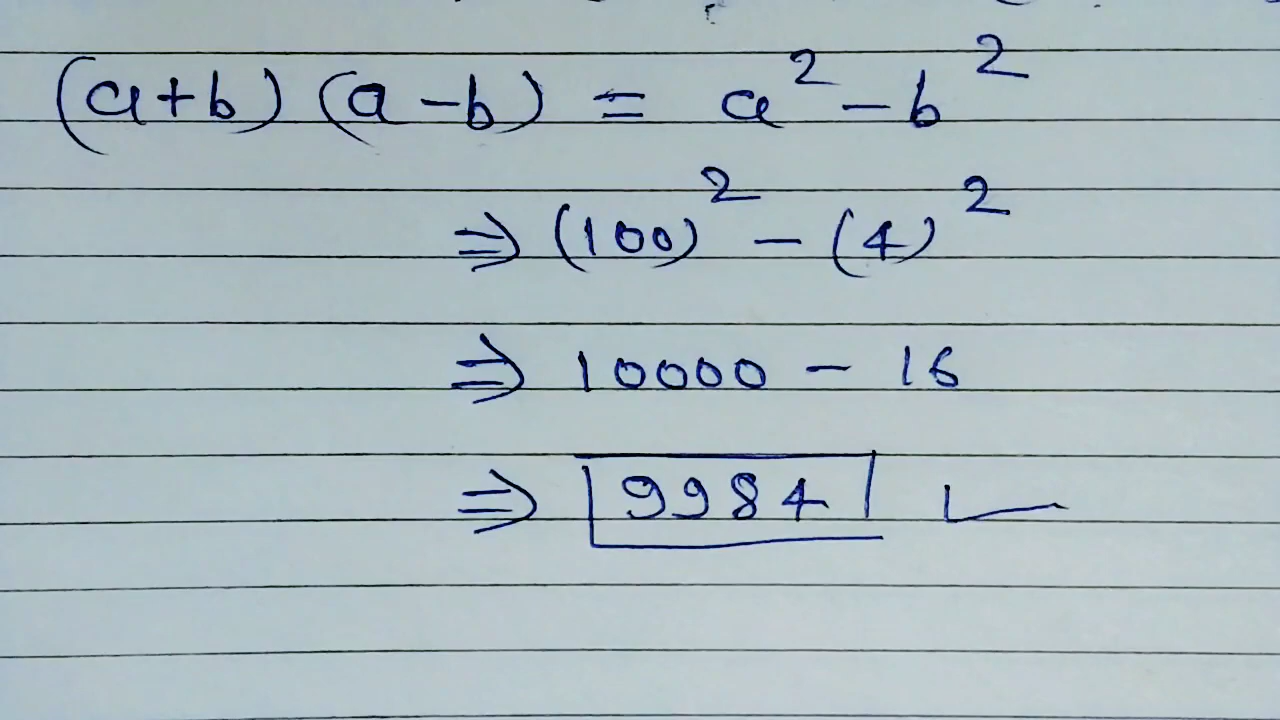 (a+b) (a-b) = a² - b²
⇒ (100)² - (4)²
⇒ 10000 - 16
⇒ 9984